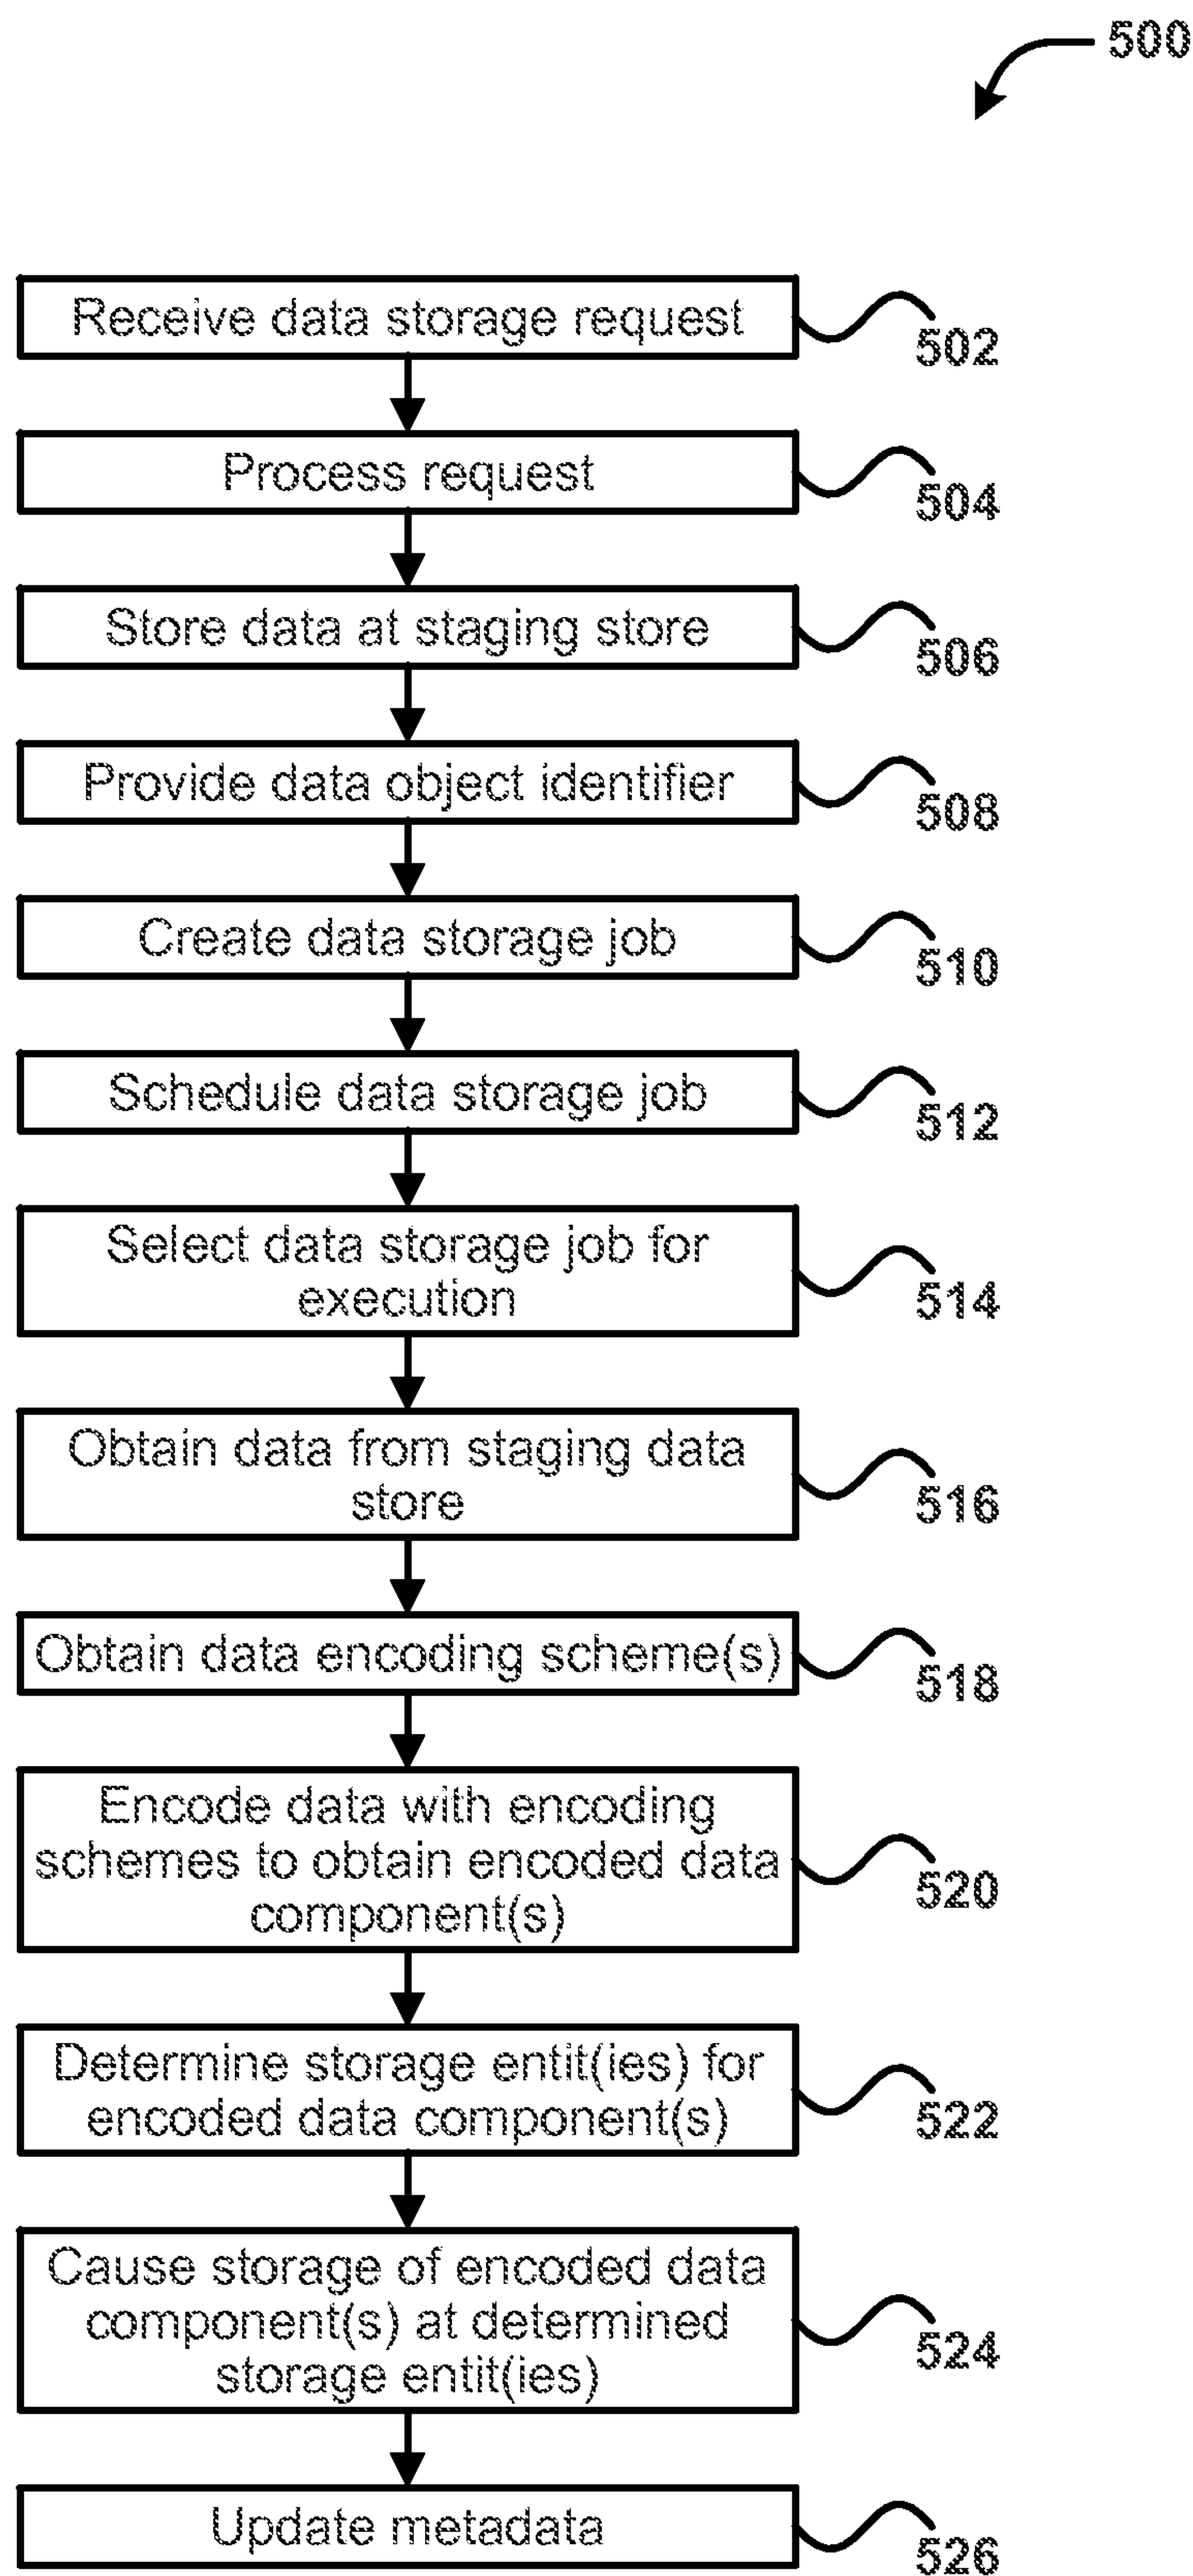 500
Receive data storage request
502
Process request
504
Store data at staging store
506
Provide data object identifier
508
Create data storage job
510
Schedule data storage job
512
Select data storage job for
execution
514
Obtain data from staging data
store
516
Obtain data encoding scheme(s)
518
Encode data with encoding
schemes to obtain encoded data
component(s)
520
Determine storage entit(ies) for
encoded data component(s)
522
Cause storage of encoded data
component(s) at determined
storage entit(ies)
524
Update metadata
526